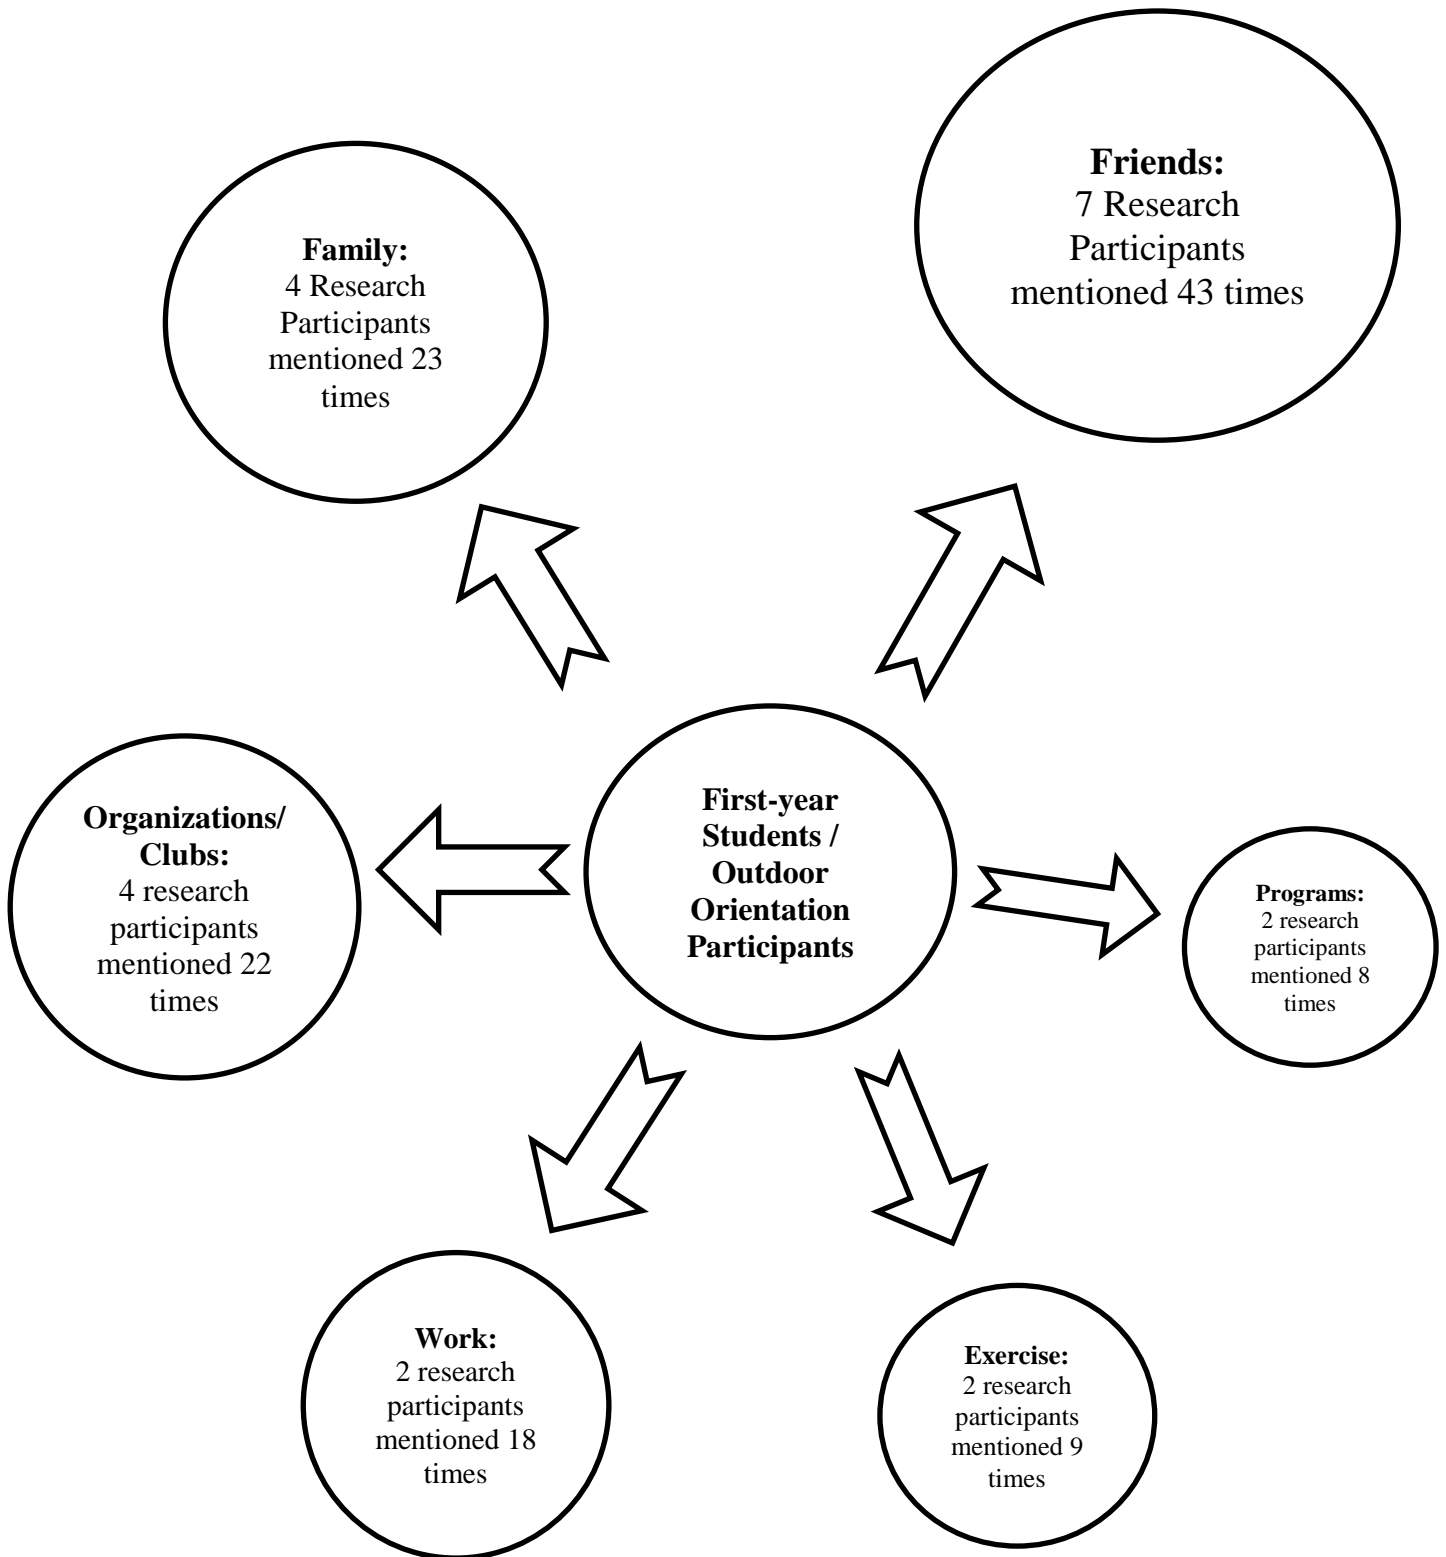 Friends:
7 Research
Participants
mentioned 43 times
Family:
4 Research
Participants
mentioned 23
times
First-year
Students /
Outdoor
Orientation
Participants
Organizations/
Clubs:
4 research
participants
mentioned 22
times
Programs:
2 research
participants
mentioned 8
times
Work:
2 research
participants
mentioned 18
times
Exercise:
2 research
participants
mentioned 9
times